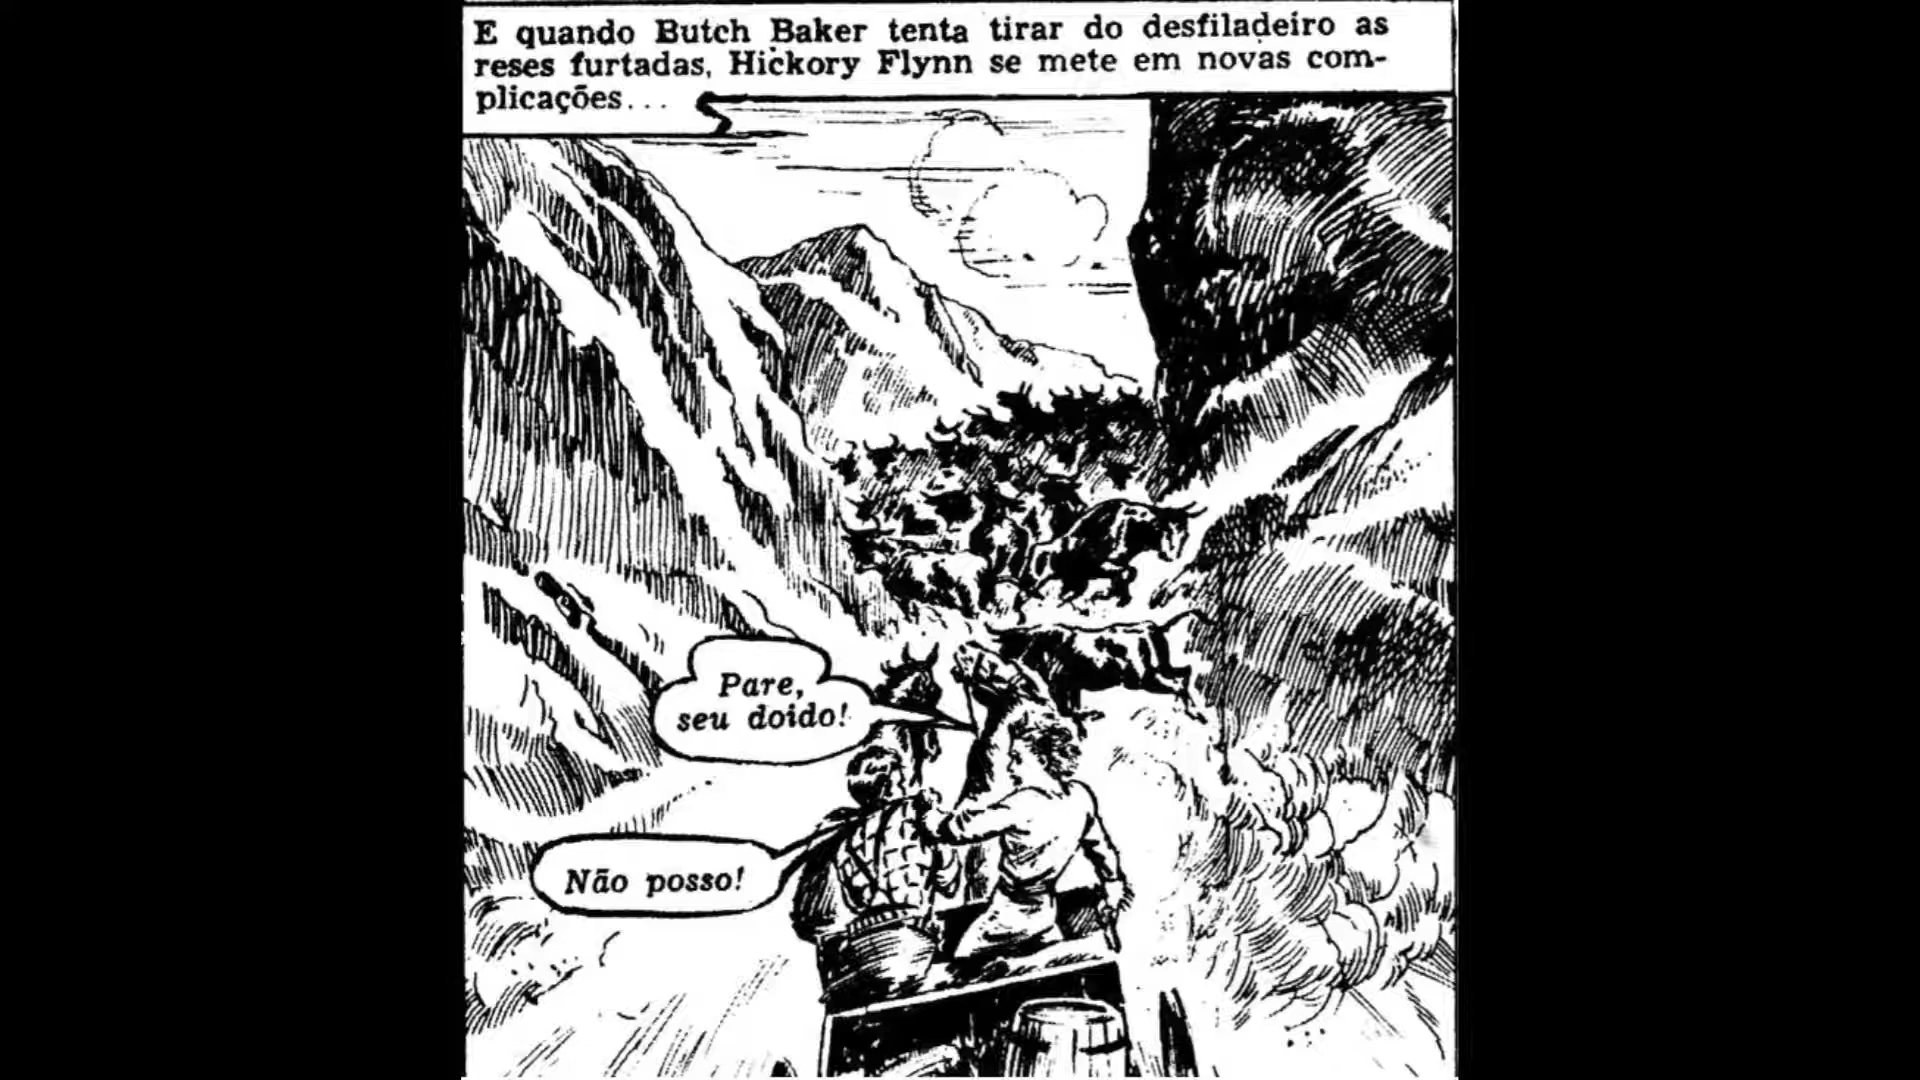 E quando Butch Baker tenta tirar do desfiladeiro as
reses furtadas, Hickory Flynn se mete em novas com-
plicações...
Pare,
seu doido!
Não posso!